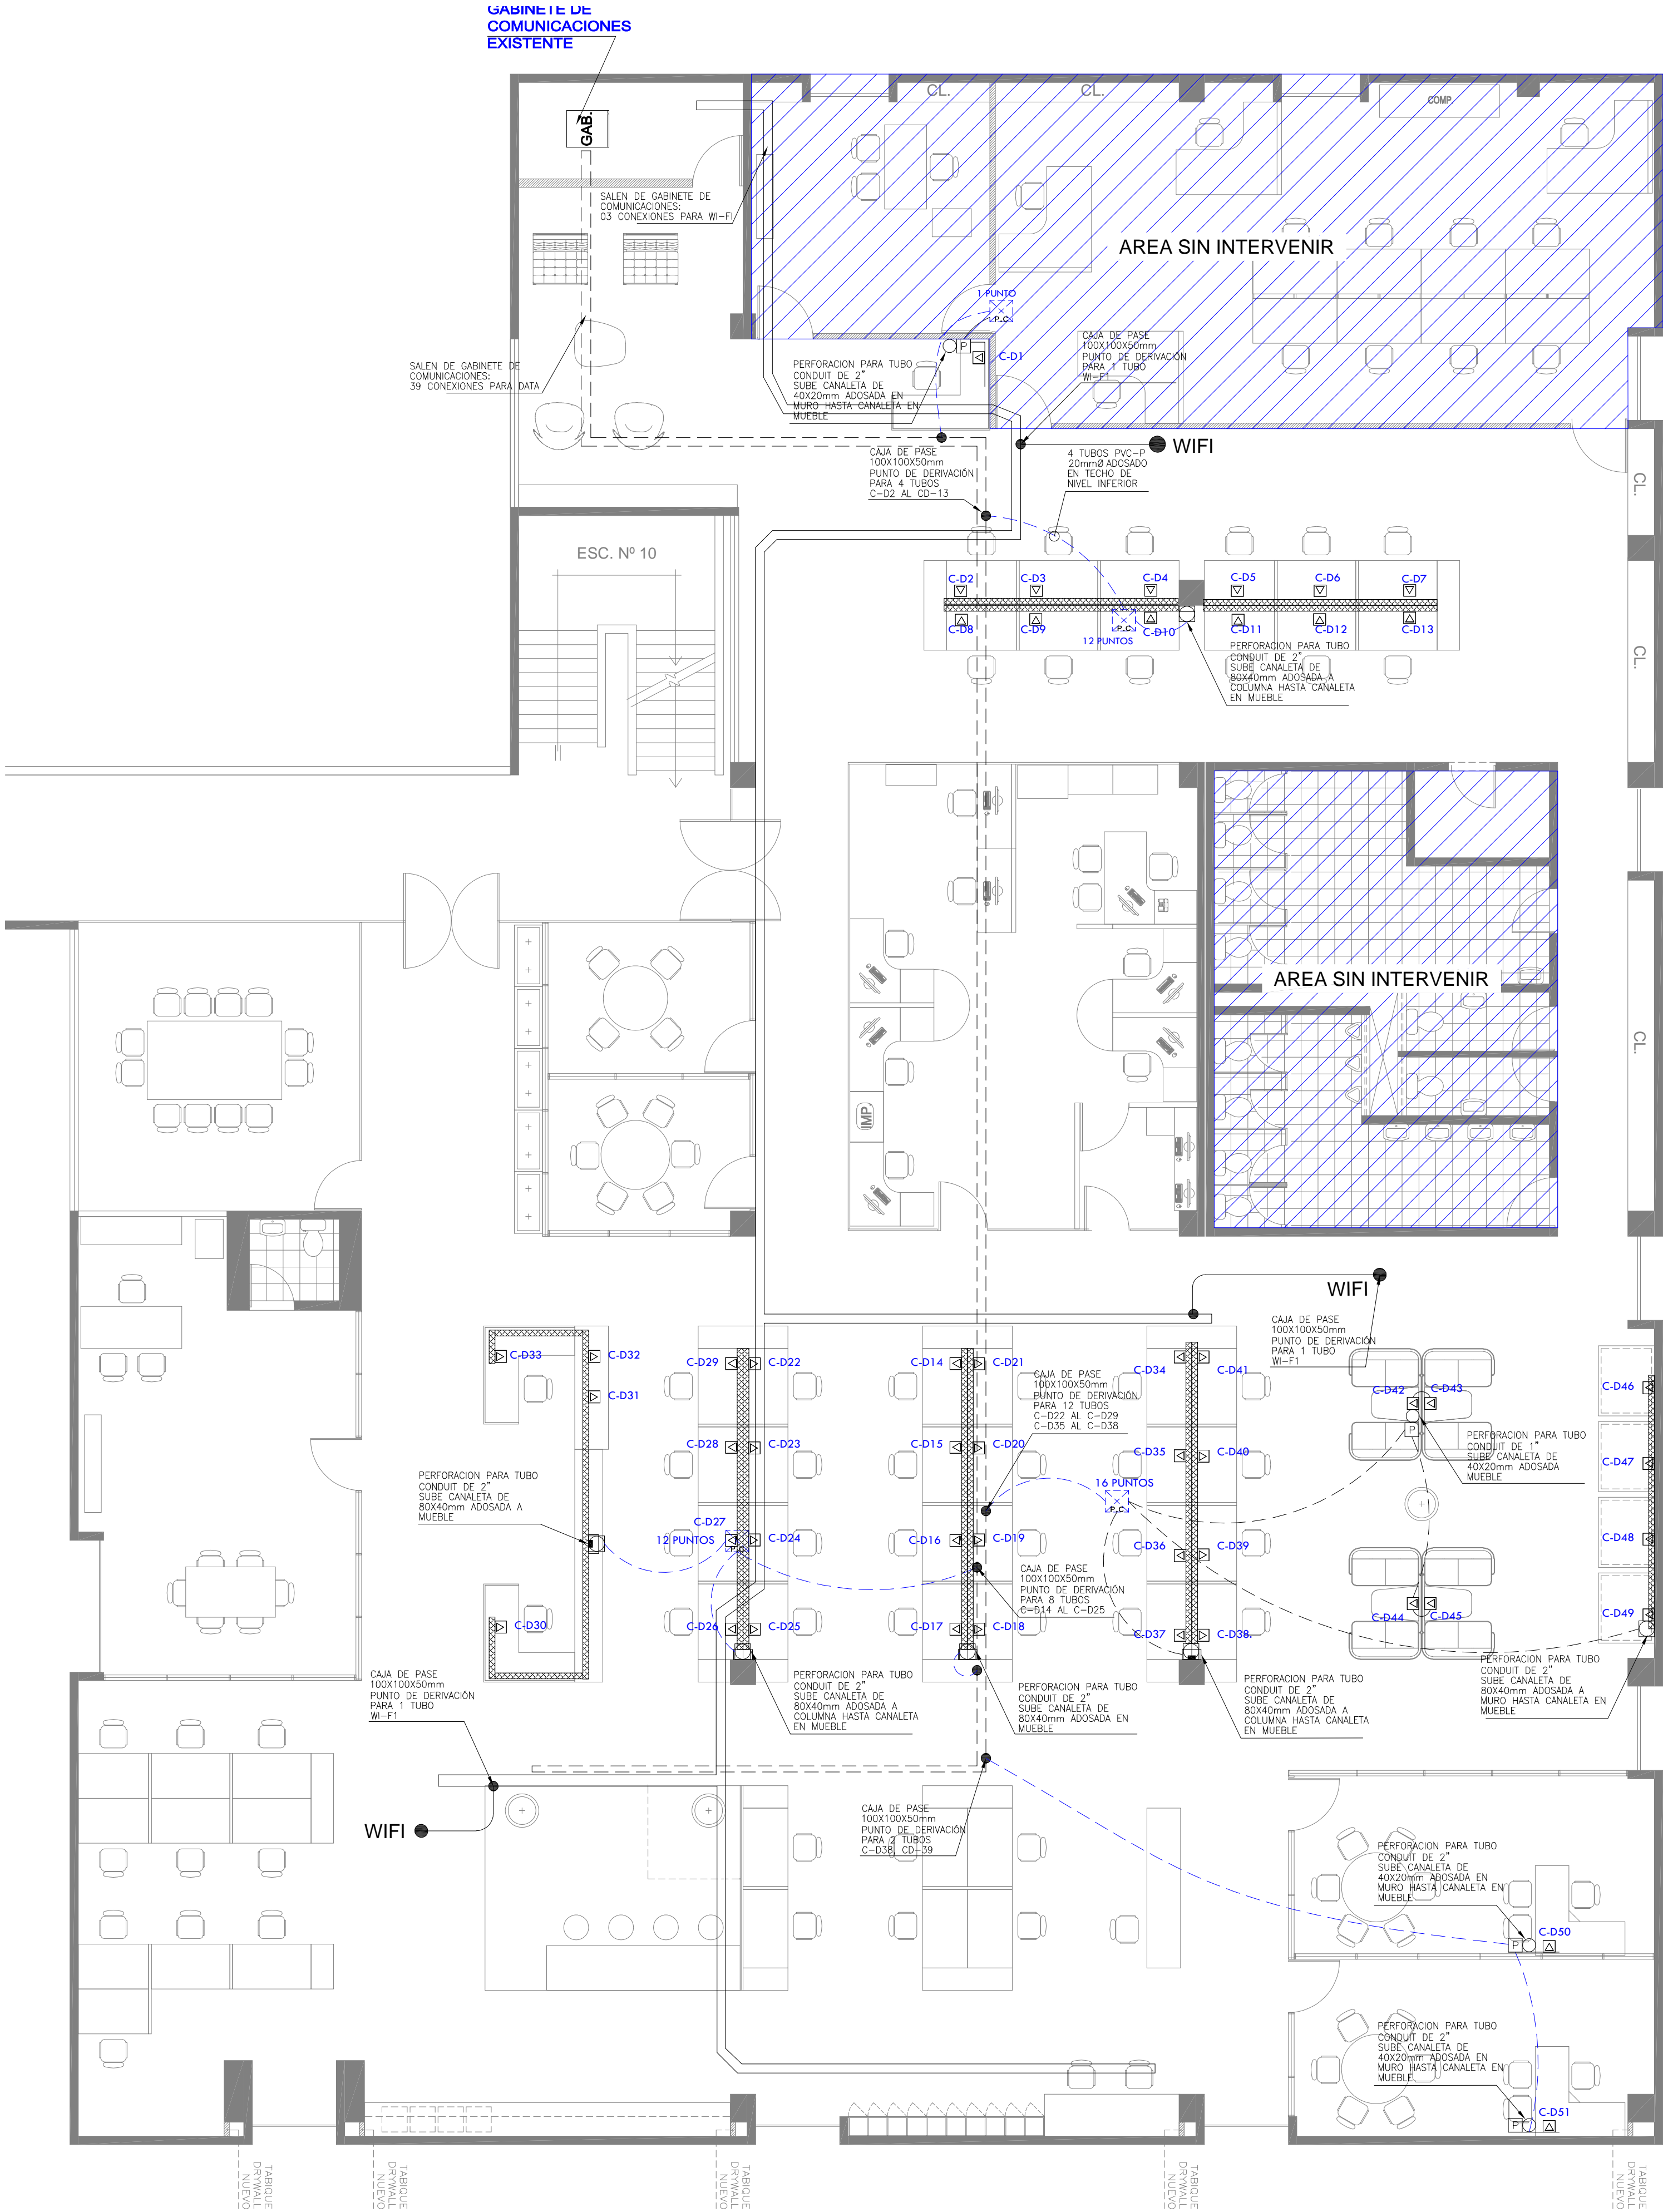 GABINETE DE
COMUNICACIONES
EXISTENTE
GAB.
CL.
CL.
COMP.
SALEN DE GABINETE DE
COMUNICACIONES:
03 CONEXIONES PARA WI-FI
AREA SIN INTERVENIR
1 PUNTO
P.C
P
C-D1
SALEN DE GABINETE DE
COMUNICACIONES:
39 CONEXIONES PARA DATA
PERFORACION PARA TUBO
CONDUIT DE 2"
SUBE CANALETA DE
40X20mm ADOSADA EN
MURO HASTA CANALETA EN
MUEBLE
CAJA DE PASE
100X100X50mm
PUNTO DE DERIVACIÓN
PARA 1 TUBO
WI-F1
WIFI
CAJA DE PASE
100X100X50mm
PUNTO DE DERIVACIÓN
PARA 4 TUBOS
C-D2 AL CD-13
4 TUBOS PVC-P
20mmØ ADOSADO
EN TECHO DE
NIVEL INFERIOR
CL.
ESC. Nº 10
C-D2
C-D3
C-D4
C-D5
C-D6
C-D7
C-D8
C-D9
P.C
C-D10
C-D11
C-D12
C-D13
12 PUNTOS
PERFORACION PARA TUBO
CONDUIT DE 2"
SUBE CANALETA DE
80X40mm ADOSADA A
COLUMNA HASTA CANALETA
EN MUEBLE
CL.
AREA SIN INTERVENIR
CL.
IMP.
WIFI
CAJA DE PASE
100X100X50mm
PUNTO DE DERIVACIÓN
PARA 1 TUBO
WI-F1
C-D33
C-D32
C-D31
C-D29
C-D22
C-D14
C-D21
C-D34
C-D41
C-D42
C-D43
C-D46
CAJA DE PASE
100X100X50mm
PUNTO DE DERIVACIÓN
PARA 12 TUBOS
C-D22 AL C-D29
C-D35 AL C-D38
P
C-D28
C-D23
C-D15
C-D20
C-D35
C-D40
PERFORACION PARA TUBO
CONDUIT DE 1"
SUBE CANALETA DE
40X20mm ADOSADA
MUEBLE
C-D47
PERFORACION PARA TUBO
CONDUIT DE 2"
SUBE CANALETA DE
80X40mm ADOSADA A
MUEBLE
16 PUNTOS
P.C
C-D27
12 PUNTOS
P.C
C-D24
C-D16
C-D19
C-D36
C-D39
C-D48
CAJA DE PASE
100X100X50mm
PUNTO DE DERIVACIÓN
PARA 8 TUBOS
C-D14 AL C-D25
C-D30
C-D26
C-D25
C-D17
C-D18
C-D37
C-D38.
C-D44
C-D45
C-D49
CAJA DE PASE
100X100X50mm
PUNTO DE DERIVACIÓN
PARA 1 TUBO
WI-F1
PERFORACION PARA TUBO
CONDUIT DE 2"
SUBE CANALETA DE
80X40mm ADOSADA A
COLUMNA HASTA CANALETA
EN MUEBLE
PERFORACION PARA TUBO
CONDUIT DE 2"
SUBE CANALETA DE
80X40mm ADOSADA EN
MUEBLE
PERFORACION PARA TUBO
CONDUIT DE 2"
SUBE CANALETA DE
80X40mm ADOSADA A
COLUMNA HASTA CANALETA
EN MUEBLE
PERFORACION PARA TUBO
CONDUIT DE 2"
SUBE CANALETA DE
80X40mm ADOSADA A
MURO HASTA CANALETA EN
MUEBLE
WIFI
CAJA DE PASE
100X100X50mm
PUNTO DE DERIVACIÓN
PARA 2 TUBOS
C-D38, CD-39
PERFORACION PARA TUBO
CONDUIT DE 2"
SUBE CANALETA DE
40X20mm ADOSADA EN
MURO HASTA CANALETA EN
MUEBLE
P
C-D50
PERFORACION PARA TUBO
CONDUIT DE 2"
SUBE CANALETA DE
40X20mm ADOSADA EN
MURO HASTA CANALETA EN
MUEBLE
P
C-D51
TABIQUE
DRYWALL
NUEVO
TABIQUE
DRYWALL
NUEVO
TABIQUE
DRYWALL
NUEVO
TABIQUE
DRYWALL
NUEVO
TABIQUE
DRYWALL
NUEVO